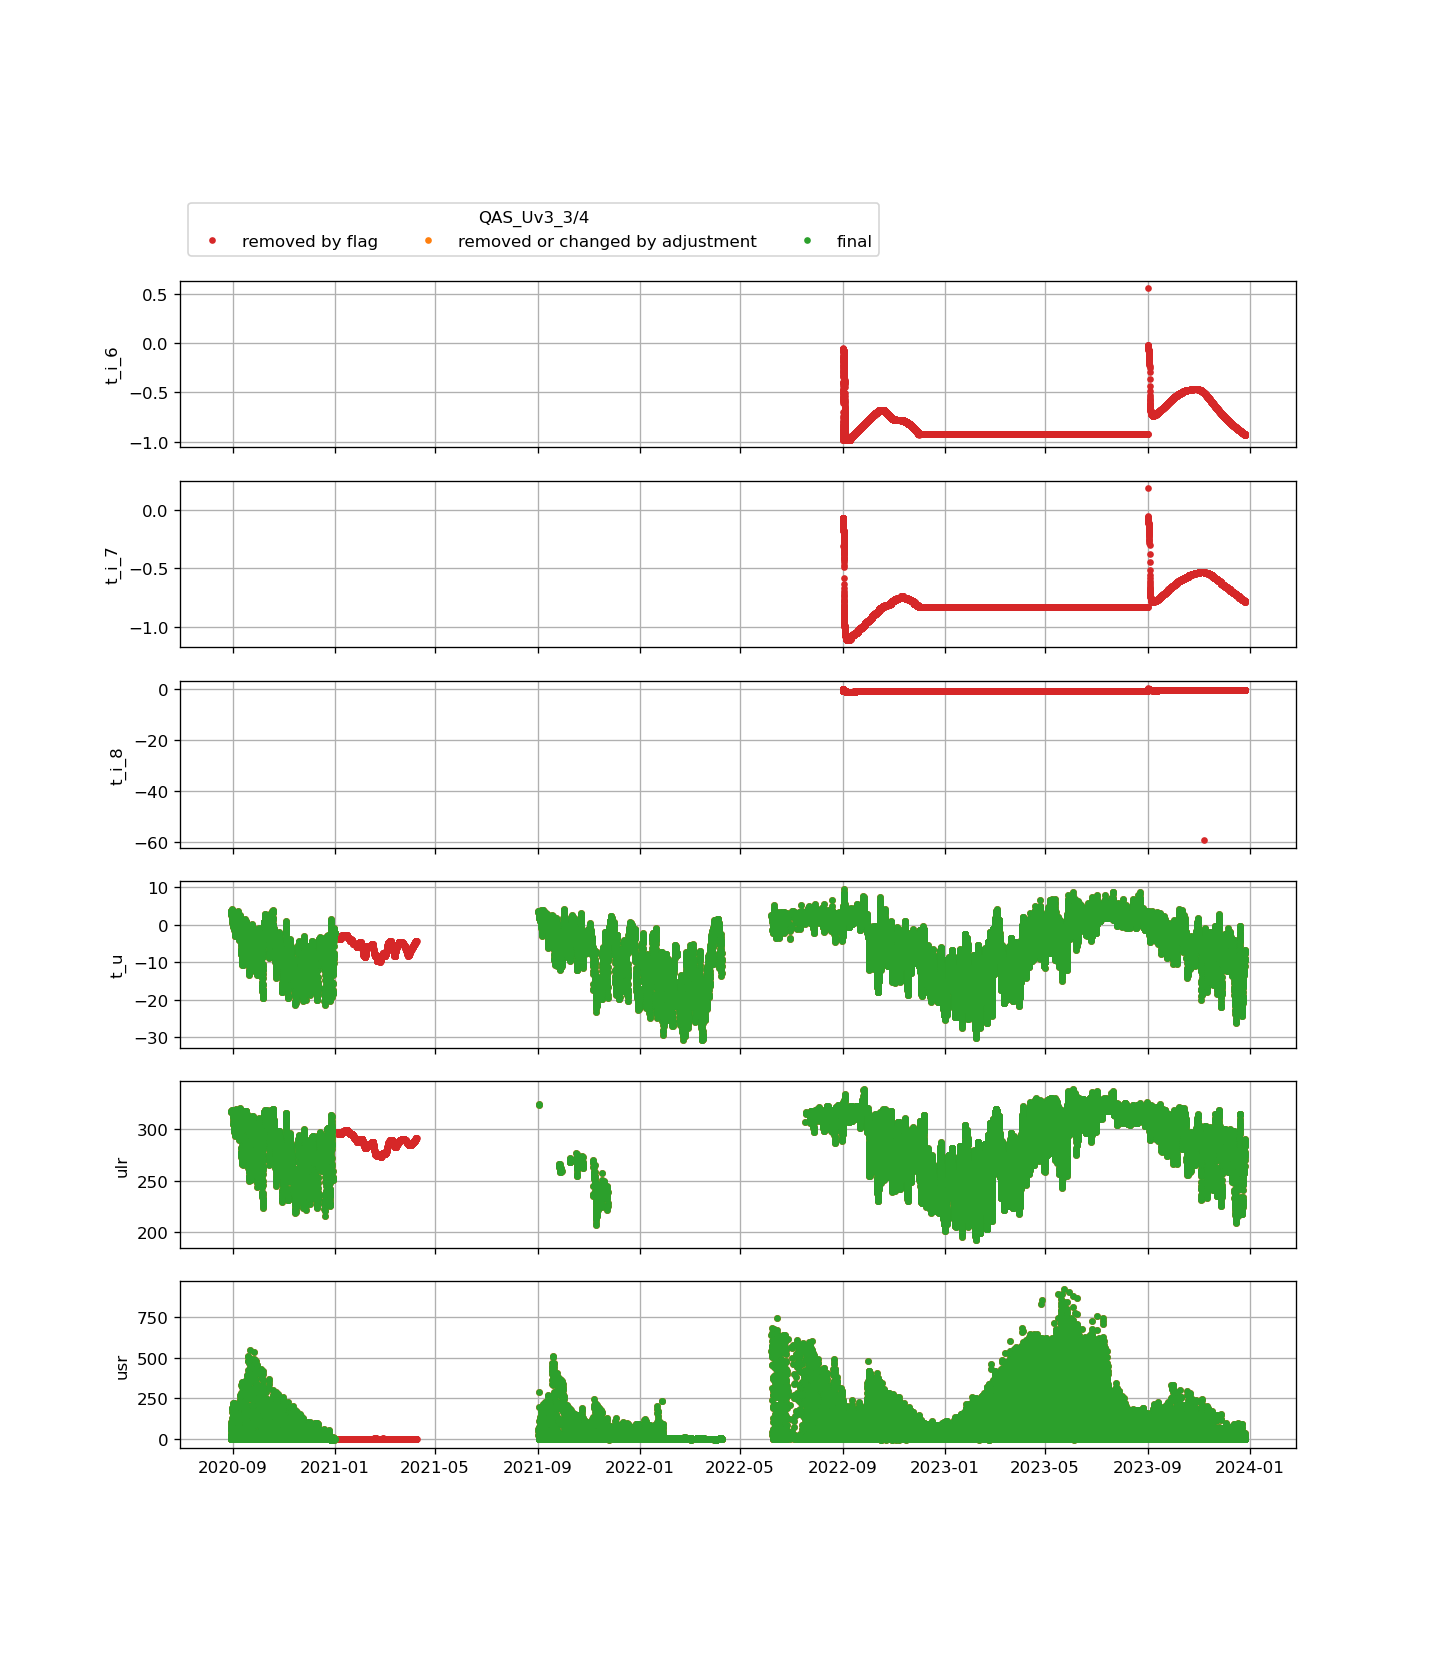 QAS_Uv3_3/4
removed by flag removed or changed by adjustment final
0.5
0.0
−0.5
−1.0
t_i_6
0.0
−0.5
−1.0
t_i_7
0
−20
−40
−60
t_i_8
10
0
−10
−20
−30
t_u
300
250
200
ulr
750
500
250
0
usr
2020-09 2021-01 2021-05 2021-09 2022-01 2022-05 2022-09 2023-01 2023-05 2023-09 2024-01